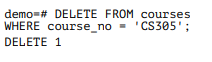 demo=# DELETE FROM courses
WHERE course_no = 'CS305';
DELETE 1